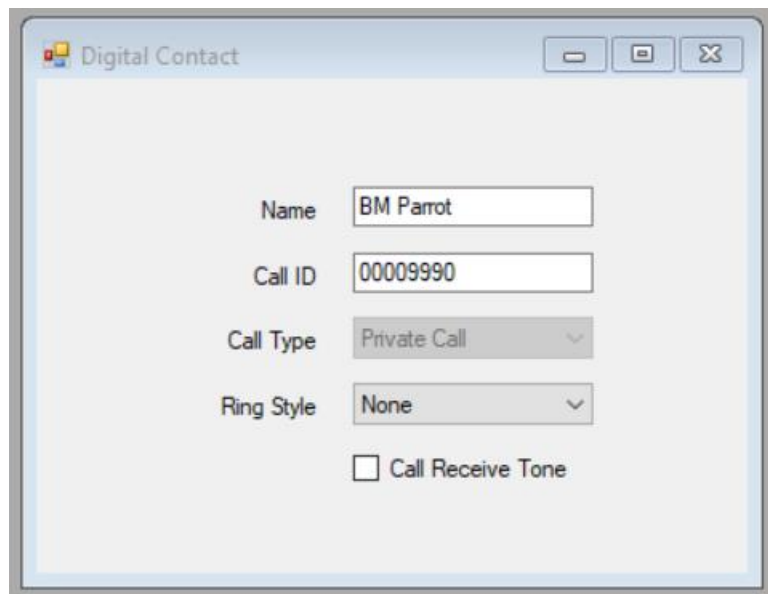 Digital Contact
Name BM Parrot
Call ID 00009990
Call Type Private Call
Ring Style None
Call Receive Tone